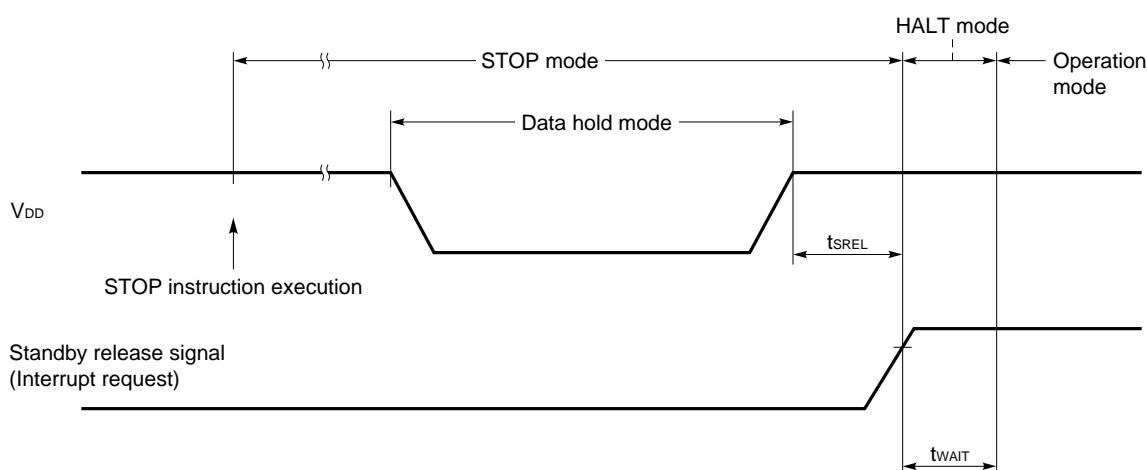 HALT mode
STOP mode
Operation
mode
Data hold mode
VDD
tSREL
STOP instruction execution
Standby release signal
(Interrupt request)
tWAIT